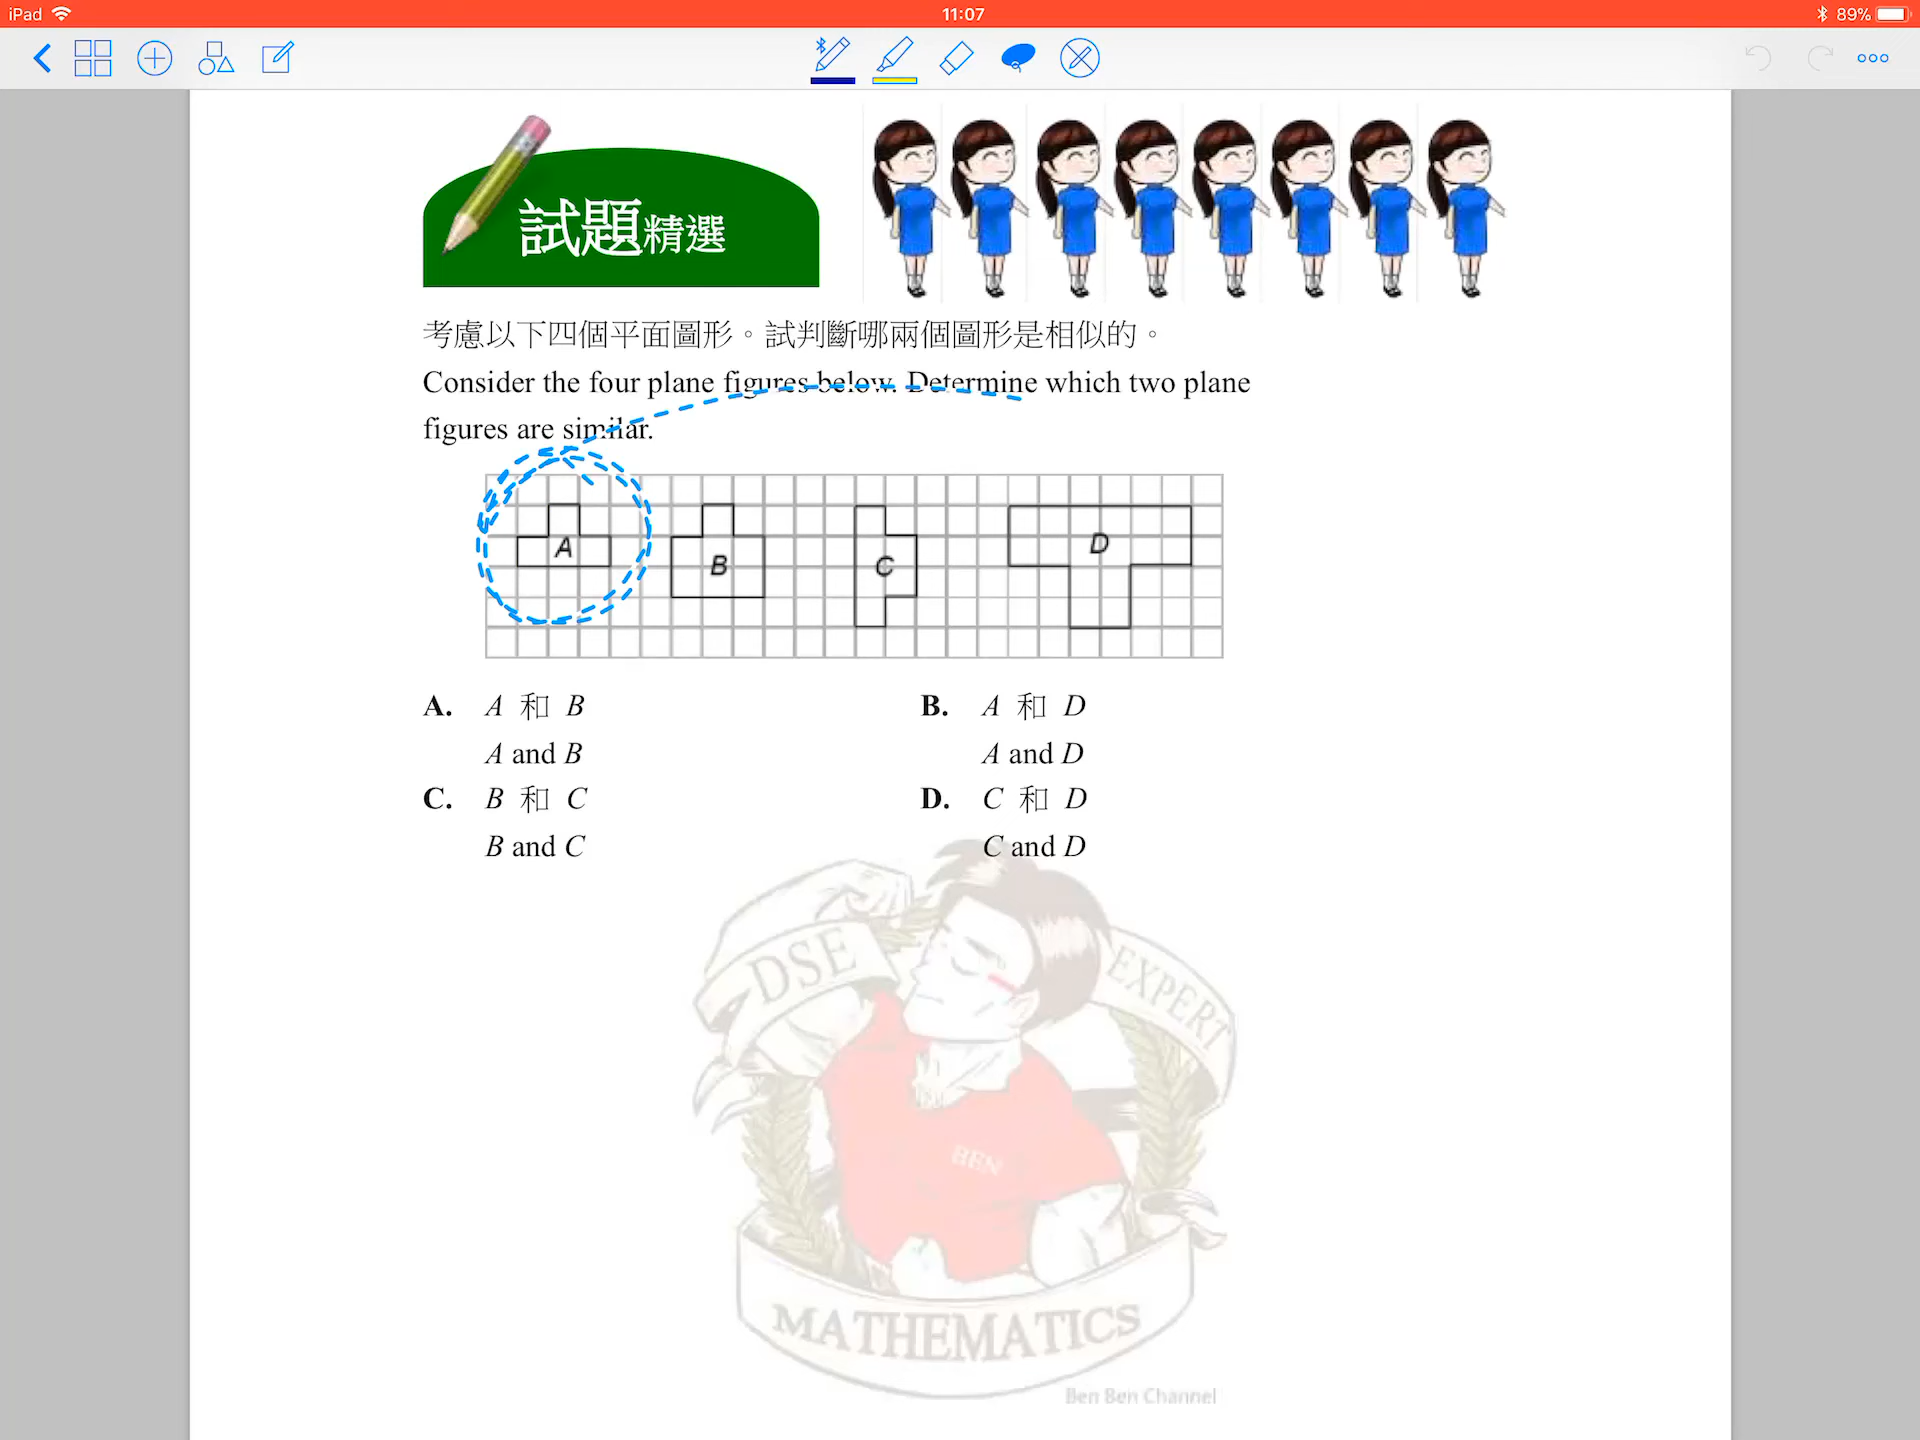 iPad 11:07 89%
試題精選
考慮以下四個平面圖形。試判斷哪兩個圖形是相似的。
Consider the four plane figures below. Determine which two plane
figures are similar.
A B C D
A. A 和 B B. A 和 D
A and B A and D
C. B 和 C D. C 和 D
B and C C and D
DSE EXPERT
BEN
MATHEMATICS
Ben Ben Channel